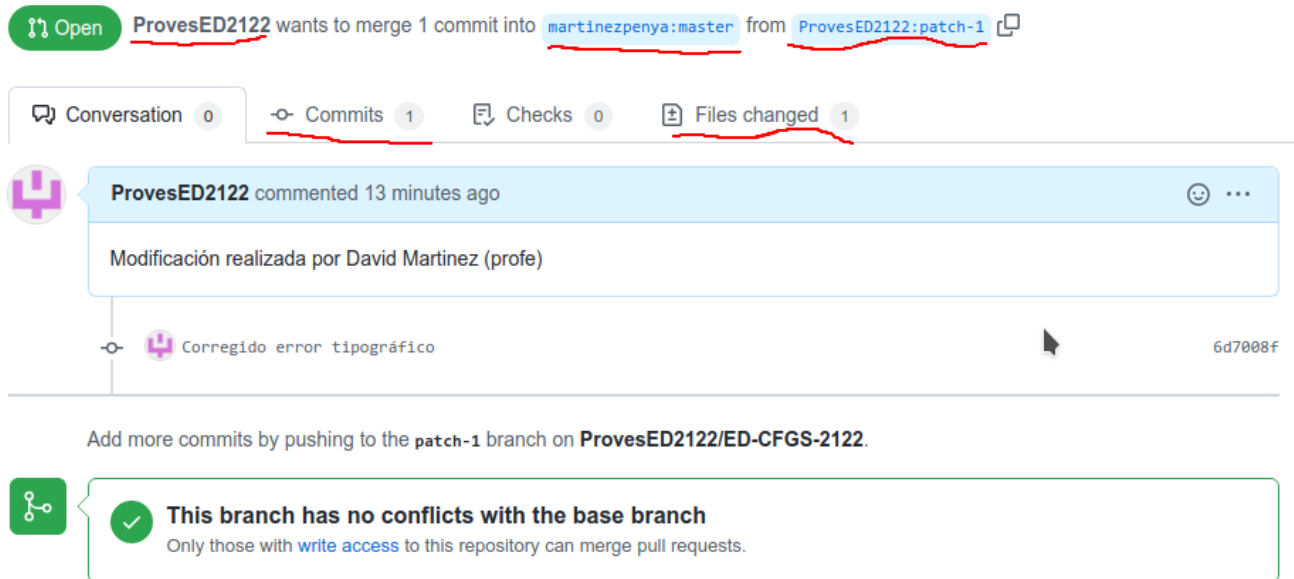 Open ProvesED2122 wants to merge 1 commit into martinezpenya:master from ProvesED2122:patch-1
Conversation 0 Commits 1 Checks 0 Files changed 1
ProvesED2122 commented 13 minutes ago
Modificación realizada por David Martinez (profe)
Corregido error tipográfico 6d7008f
Add more commits by pushing to the patch-1 branch on ProvesED2122/ED-CFGS-2122.
This branch has no conflicts with the base branch
Only those with write access to this repository can merge pull requests.